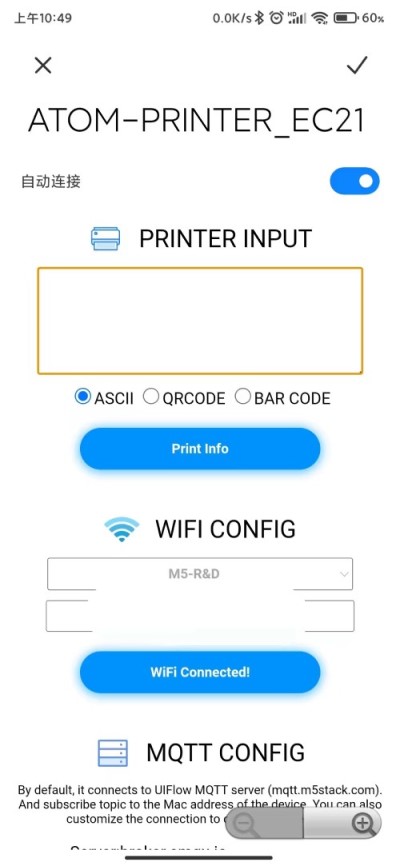 上午10:49 0.0K/s HD 60%
ATOM-PRINTER_EC21
自动连接
PRINTER INPUT
ASCII QRCODE BAR CODE
Print Info
WIFI CONFIG
M5-R&D
WiFi Connected!
MQTT CONFIG
By default, it connects to UIFlow MQTT server (mqtt.m5stack.com).
And subscribe topic to the Mac address of the device. You can also
customize the connection to